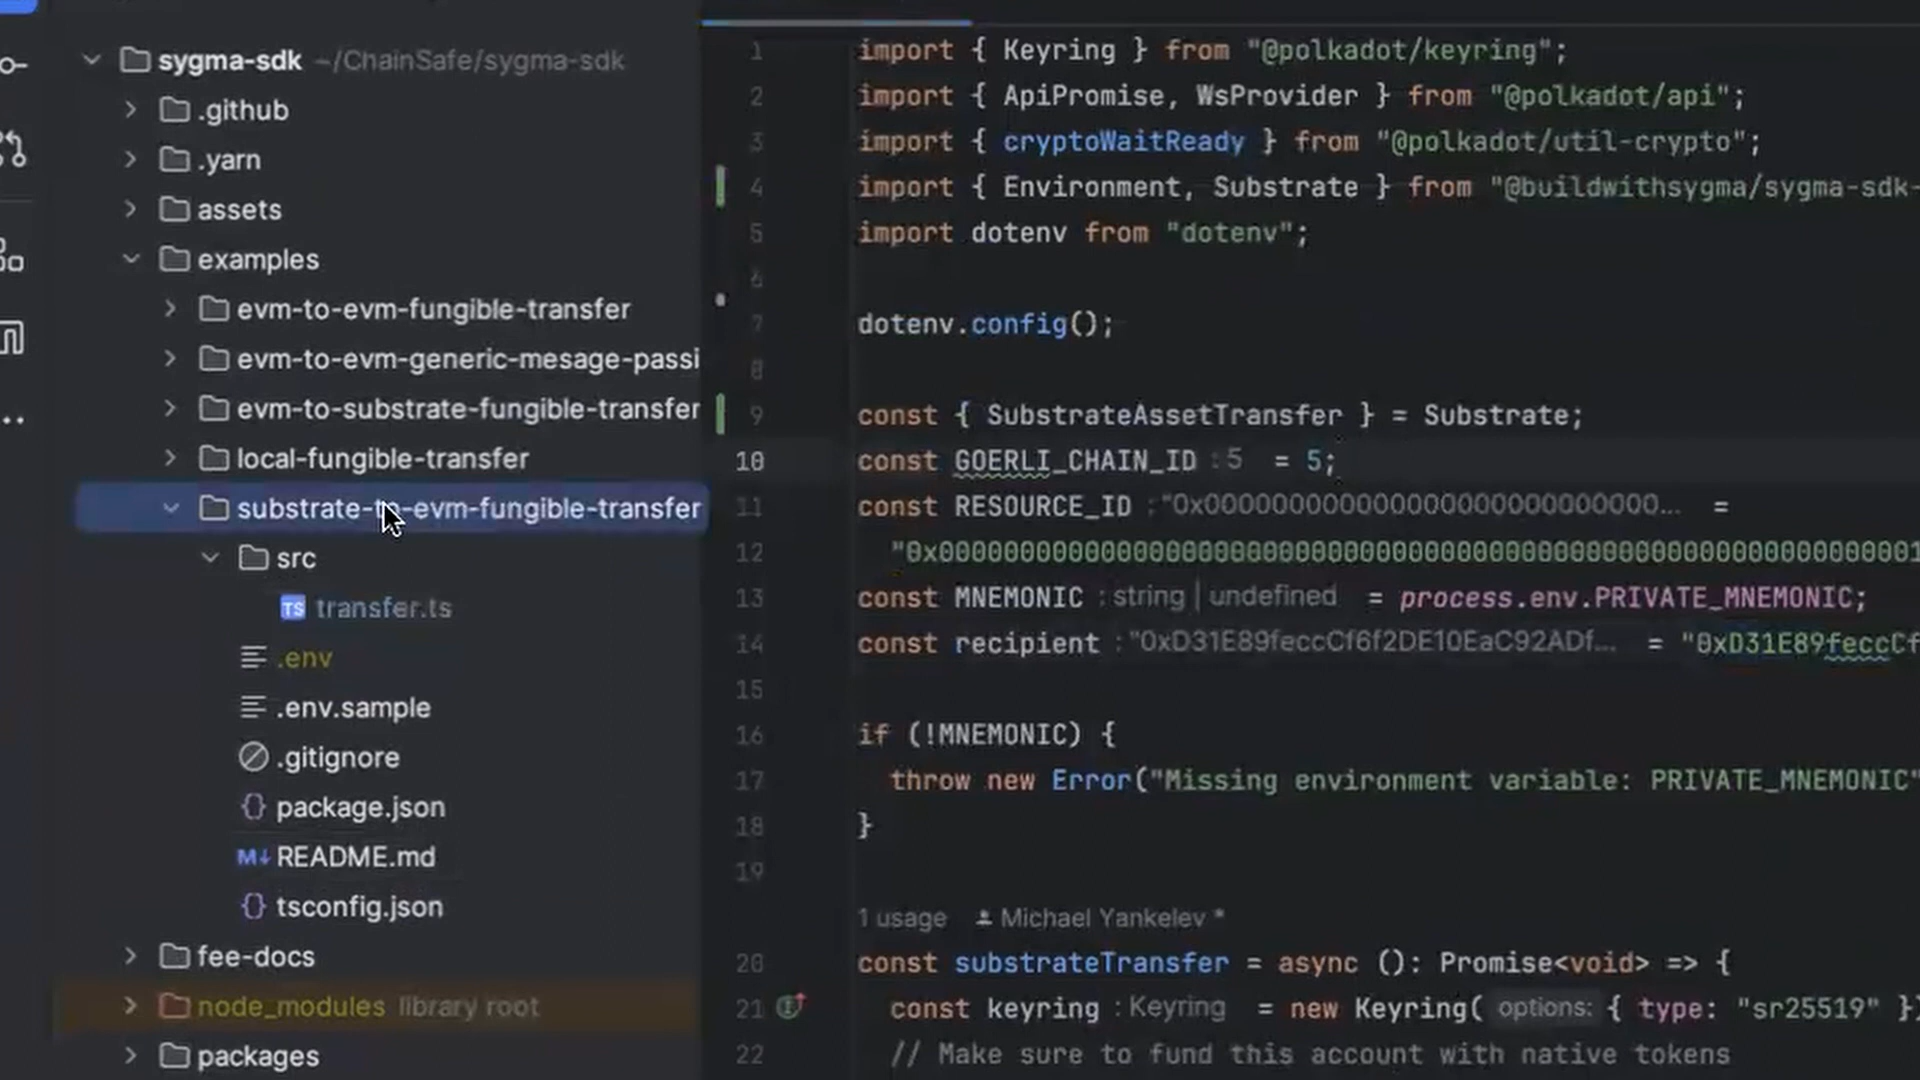 sygma-sdk ~/ChainSafe/sygma-sdk
.github
.yarn
assets
examples
evm-to-evm-fungible-transfer
evm-to-evm-generic-mesage-passi
evm-to-substrate-fungible-transfer
local-fungible-transfer
substrate-to-evm-fungible-transfer
src
TS transfer.ts
.env
.env.sample
.gitignore
{} package.json
M↓ README.md
{} tsconfig.json
fee-docs
node_modules library root
packages
1 import { Keyring } from "@polkadot/keyring";
2 import { ApiPromise, WsProvider } from "@polkadot/api";
3 import { cryptoWaitReady } from "@polkadot/util-crypto";
4 import { Environment, Substrate } from "@buildwithsygma/sygma-sdk-
5 import dotenv from "dotenv";
6
7 dotenv.config();
8
9 const { SubstrateAssetTransfer } = Substrate;
10 const GOERLI_CHAIN_ID : 5 = 5;
11 const RESOURCE_ID : "0x000000000000000000000000000... =
12 "0x0000000000000000000000000000000000000000000000000000000000001
13 const MNEMONIC : string | undefined = process.env.PRIVATE_MNEMONIC;
14 const recipient : "0xD31E89feccCf6f2DE10EaC92ADf... = "0xD31E89feccCf
15
16 if (!MNEMONIC) {
17 throw new Error("Missing environment variable: PRIVATE_MNEMONIC"
18 }
19
1 usage Michael Yankelev *
20 const substrateTransfer = async (): Promise<void> => {
21 const keyring : Keyring = new Keyring( options: { type: "sr25519" })
22 // Make sure to fund this account with native tokens